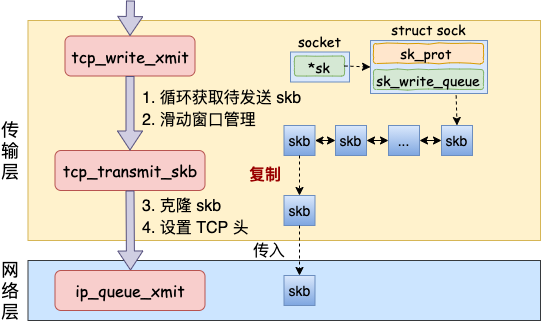 传输层
tcp_write_xmit
1. 循环获取待发送 skb
2. 滑动窗口管理
tcp_transmit_skb
3. 克隆 skb
4. 设置 TCP 头
socket
*sk
struct sock
sk_prot
sk_write_queue
skb
skb
...
skb
复制
skb
传入
网络层
ip_queue_xmit
skb